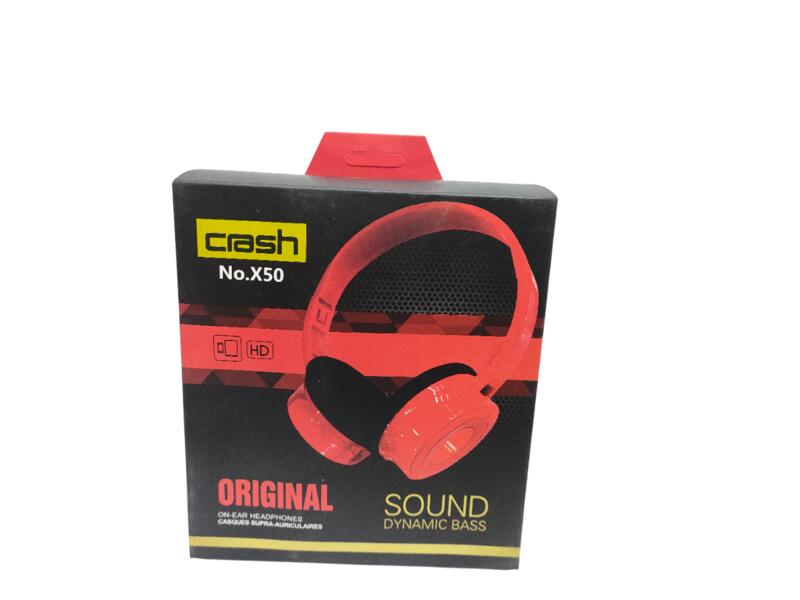 crash
No.X50
HD
ORIGINAL
ON-EAR HEADPHONES
CASQUES SUPRA-AURICULAIRES
SOUND
DYNAMIC BASS